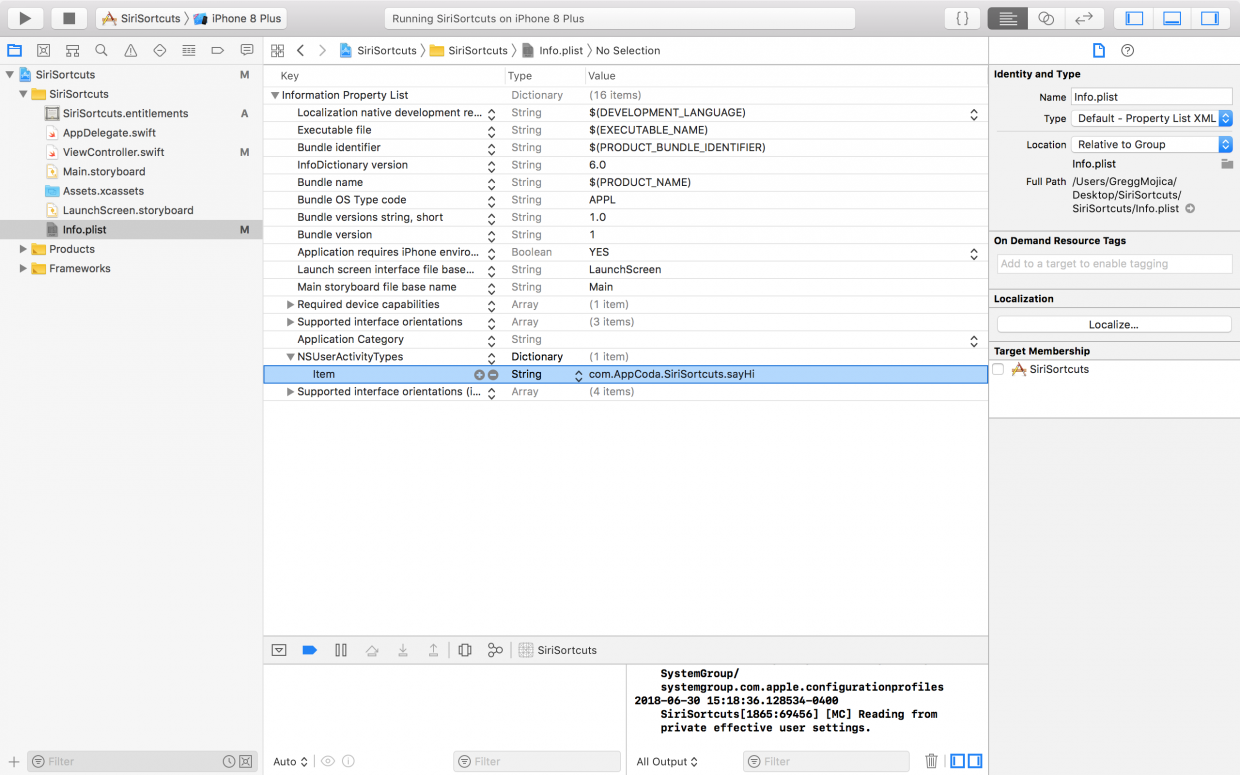 SiriSortcuts iPhone 8 Plus Running SiriSortcuts on iPhone 8 Plus {}
SiriSortcuts SiriSortcuts Info.plist No Selection
SiriSortcuts M
SiriSortcuts
SiriSortcuts.entitlements A
AppDelegate.swift
ViewController.swift M
Main.storyboard
Assets.xcassets
LaunchScreen.storyboard
Info.plist M
Products
Frameworks
Filter
Key Type Value
Information Property List Dictionary (16 items)
Localization native development re... String $(DEVELOPMENT_LANGUAGE)
Executable file String $(EXECUTABLE_NAME)
Bundle identifier String $(PRODUCT_BUNDLE_IDENTIFIER)
InfoDictionary version String 6.0
Bundle name String $(PRODUCT_NAME)
Bundle OS Type code String APPL
Bundle versions string, short String 1.0
Bundle version String 1
Application requires iPhone enviro... Boolean YES
Launch screen interface file base... String LaunchScreen
Main storyboard file base name String Main
Required device capabilities Array (1 item)
Supported interface orientations Array (3 items)
Application Category String
NSUserActivityTypes Dictionary (1 item)
Item String com.AppCoda.SiriSortcuts.sayHi
Supported interface orientations (i... Array (4 items)
SiriSortcuts
SystemGroup/
systemgroup.com.apple.configurationprofiles
2018-06-30 15:18:36.128534-0400
SiriSortcuts[1865:69456] [MC] Reading from
private effective user settings.
Auto Filter All Output Filter
Identity and Type
Name Info.plist
Type Default - Property List XML
Location Relative to Group
Info.plist
Full Path /Users/GreggMojica/
Desktop/SiriSortcuts/
SiriSortcuts/Info.plist
On Demand Resource Tags
Add to a target to enable tagging
Localization
Localize...
Target Membership
SiriSortcuts